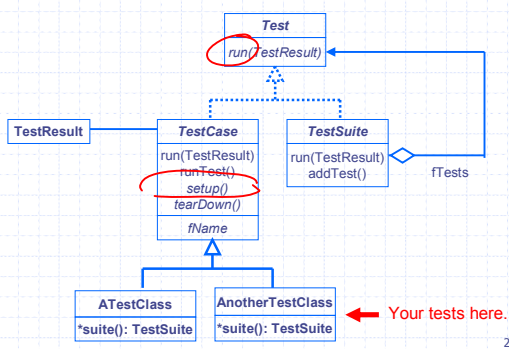 Test
run(TestResult)
TestResult
TestCase
run(TestResult)
runTest()
setup()
tearDown()
fName
TestSuite
run(TestResult)
addTest()
fTests
ATestClass
*suite(): TestSuite
AnotherTestClass
*suite(): TestSuite
Your tests here.
2